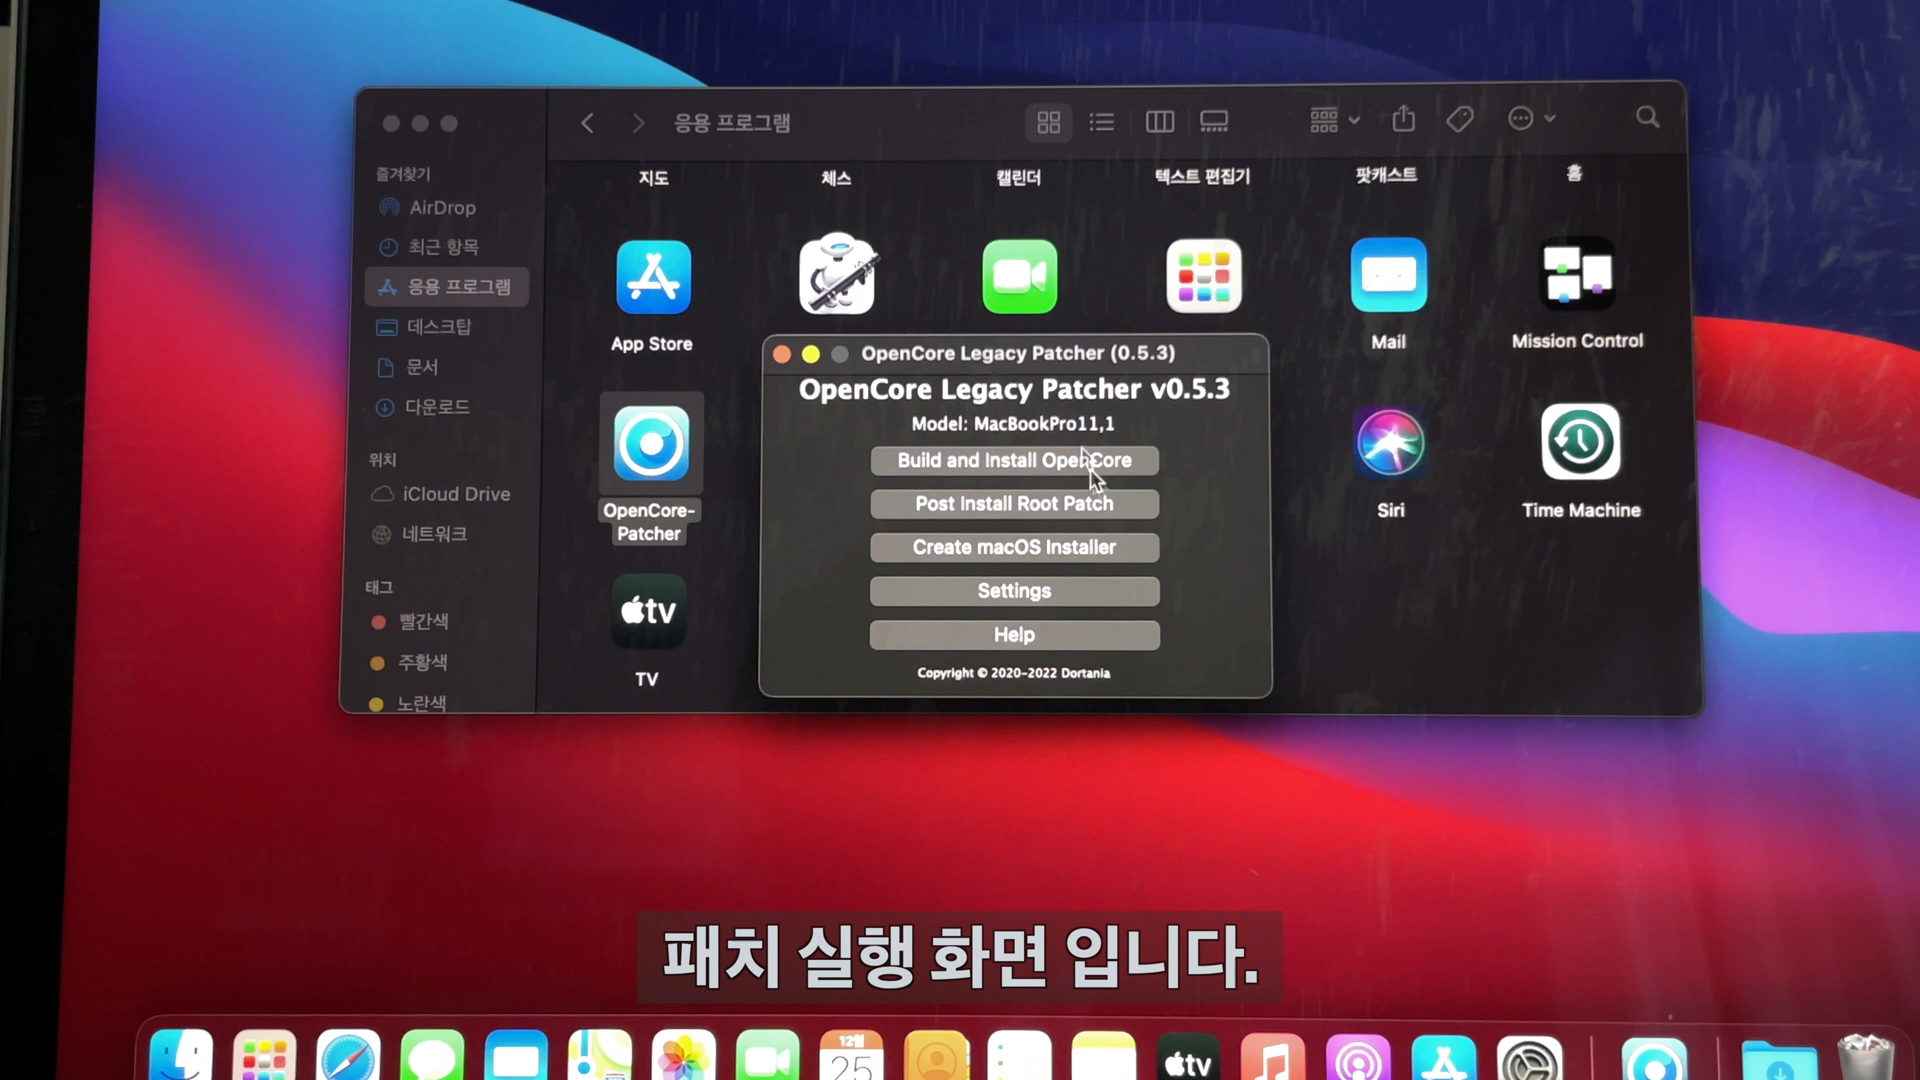 응용 프로그램
즐겨찾기
AirDrop
최근 항목
응용 프로그램
데스크탑
문서
다운로드
위치
iCloud Drive
네트워크
태그
빨간색
주황색
노란색
지도
체스
캘린더
텍스트 편집기
팟캐스트
홈
App Store
Mail
Mission Control
OpenCore-
Patcher
Siri
Time Machine
tv
TV
OpenCore Legacy Patcher (0.5.3)
OpenCore Legacy Patcher v0.5.3
Model: MacBookPro11,1
Build and Install OpenCore
Post Install Root Patch
Create macOS Installer
Settings
Help
Copyright © 2020-2022 Dortania
패치 실행 화면 입니다.
12월
25
tv